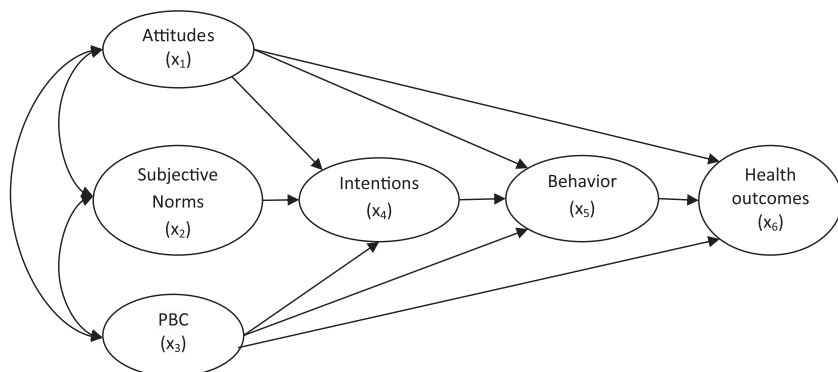 Attitudes
(x₁)
Subjective
Norms
(x₂)
PBC
(x₃)
Intentions
(x₄)
Behavior
(x₅)
Health
outcomes
(x₆)